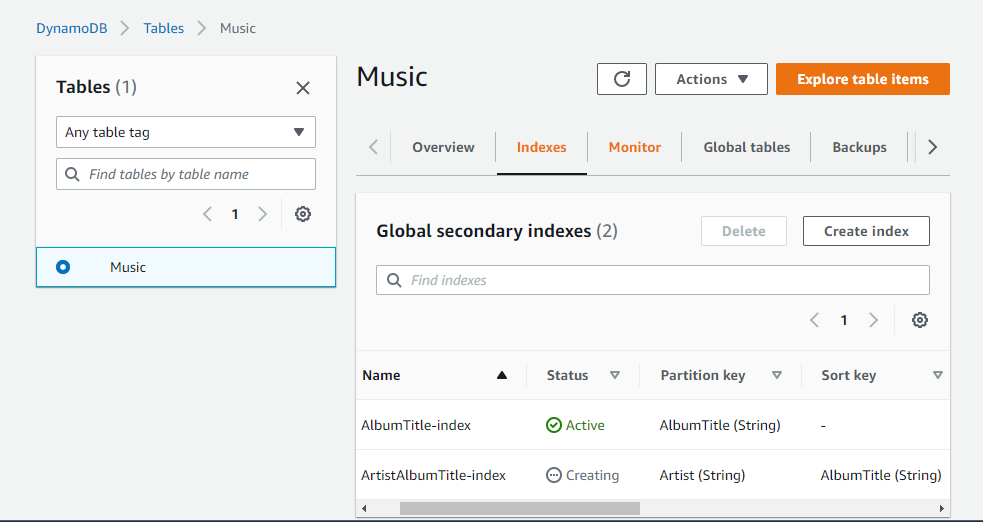 DynamoDB Tables Music
Tables (1)
Any table tag
Find tables by table name
1
Music
Music
Actions
Explore table items
Overview Indexes Monitor Global tables Backups
Global secondary indexes (2)
Delete
Create index
Find indexes
1
Name Status Partition key Sort key
AlbumTitle-index Active AlbumTitle (String) -
ArtistAlbumTitle-index Creating Artist (String) AlbumTitle (String)